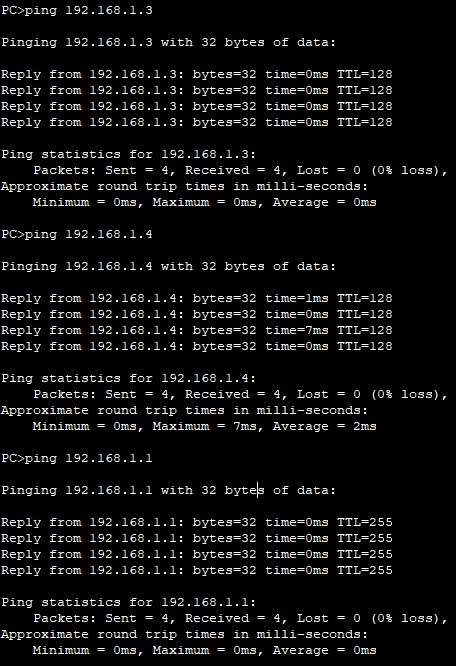 PC>ping 192.168.1.3
Pinging 192.168.1.3 with 32 bytes of data:
Reply from 192.168.1.3: bytes=32 time=0ms TTL=128
Reply from 192.168.1.3: bytes=32 time=0ms TTL=128
Reply from 192.168.1.3: bytes=32 time=0ms TTL=128
Reply from 192.168.1.3: bytes=32 time=0ms TTL=128
Ping statistics for 192.168.1.3:
    Packets: Sent = 4, Received = 4, Lost = 0 (0% loss),
Approximate round trip times in milli-seconds:
    Minimum = 0ms, Maximum = 0ms, Average = 0ms
PC>ping 192.168.1.4
Pinging 192.168.1.4 with 32 bytes of data:
Reply from 192.168.1.4: bytes=32 time=1ms TTL=128
Reply from 192.168.1.4: bytes=32 time=0ms TTL=128
Reply from 192.168.1.4: bytes=32 time=7ms TTL=128
Reply from 192.168.1.4: bytes=32 time=0ms TTL=128
Ping statistics for 192.168.1.4:
    Packets: Sent = 4, Received = 4, Lost = 0 (0% loss),
Approximate round trip times in milli-seconds:
    Minimum = 0ms, Maximum = 7ms, Average = 2ms
PC>ping 192.168.1.1
Pinging 192.168.1.1 with 32 bytes of data:
Reply from 192.168.1.1: bytes=32 time=0ms TTL=255
Reply from 192.168.1.1: bytes=32 time=0ms TTL=255
Reply from 192.168.1.1: bytes=32 time=0ms TTL=255
Reply from 192.168.1.1: bytes=32 time=0ms TTL=255
Ping statistics for 192.168.1.1:
    Packets: Sent = 4, Received = 4, Lost = 0 (0% loss),
Approximate round trip times in milli-seconds:
    Minimum = 0ms, Maximum = 0ms, Average = 0ms